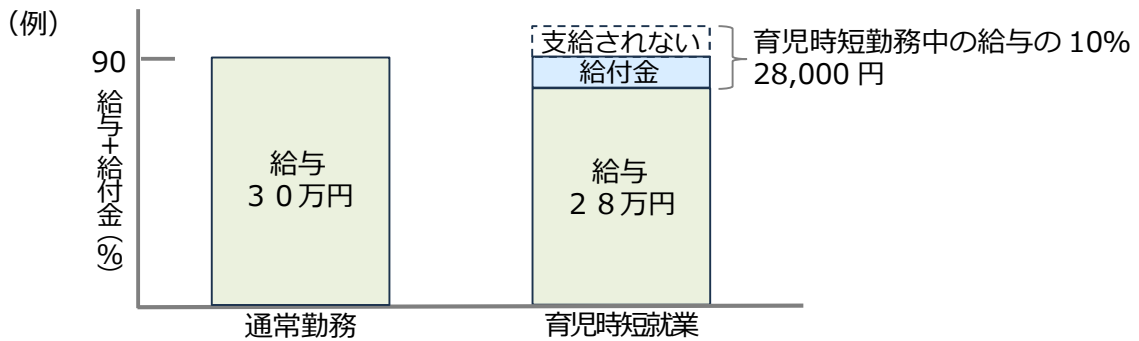 （例）
支給されない
育児時短勤務中の給与の 10%
28,000 円
90
給付金
給与＋給付金（%）
給与
３０万円
給与
２８万円
通常勤務
育児時短就業